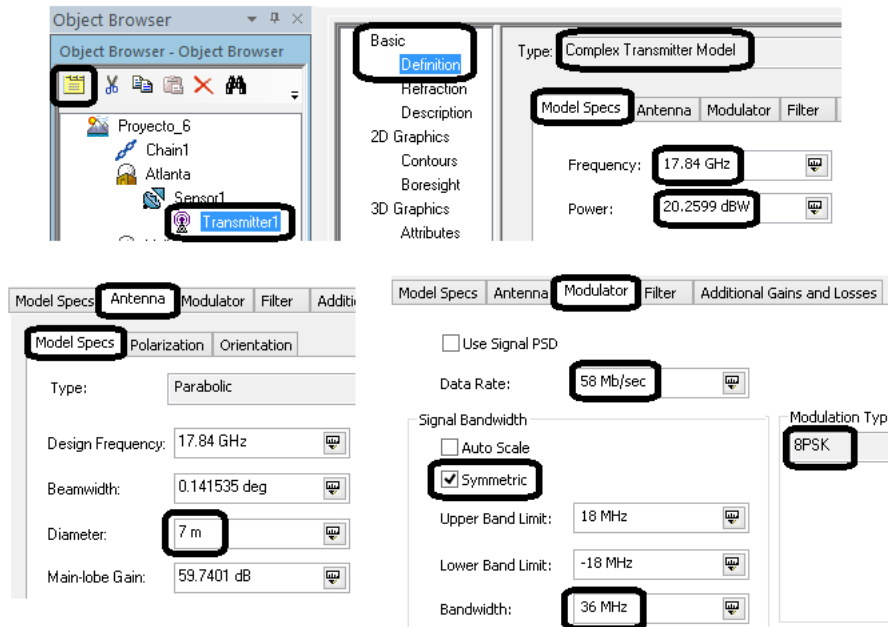 Object Browser
Object Browser - Object Browser
Proyecto_6
Chain1
Atlanta
Sensor1
Transmitter1
Basic
Definition
Refraction
Description
2D Graphics
Contours
Boresight
3D Graphics
Attributes
Type: Complex Transmitter Model
Model Specs Antenna Modulator Filter
Frequency: 17.84 GHz
Power: 20.2599 dBW
Model Specs Antenna Modulator Filter Additi
Model Specs Polarization Orientation
Type: Parabolic
Design Frequency: 17.84 GHz
Beamwidth: 0.141535 deg
Diameter: 7 m
Main-lobe Gain: 59.7401 dB
Model Specs Antenna Modulator Filter Additional Gains and Losses
Use Signal PSD
Data Rate: 58 Mb/sec
Signal Bandwidth
Auto Scale
Symmetric
Upper Band Limit: 18 MHz
Lower Band Limit: -18 MHz
Bandwidth: 36 MHz
Modulation Typ
8PSK